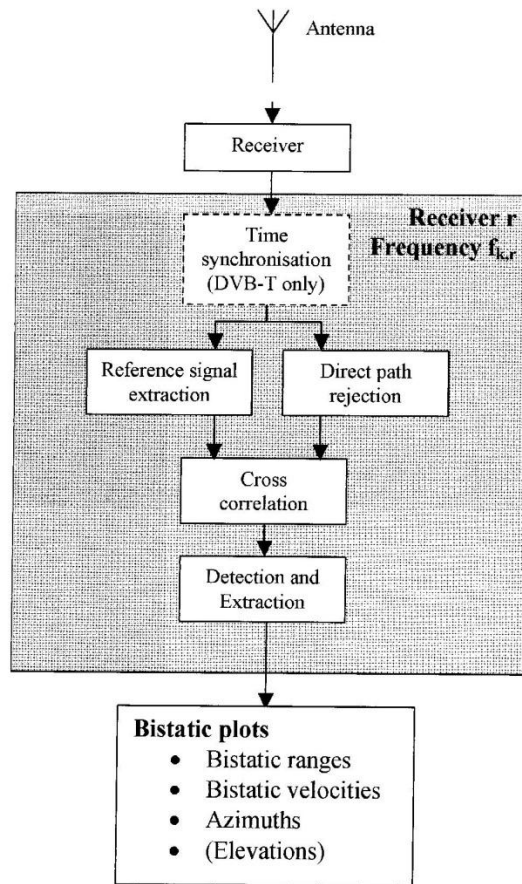 Antenna
Receiver
Receiver r
Frequency fk,r
Time
synchronisation
(DVB-T only)
Reference signal
extraction
Direct path
rejection
Cross
correlation
Detection and
Extraction
Bistatic plots
• Bistatic ranges
• Bistatic velocities
• Azimuths
• (Elevations)